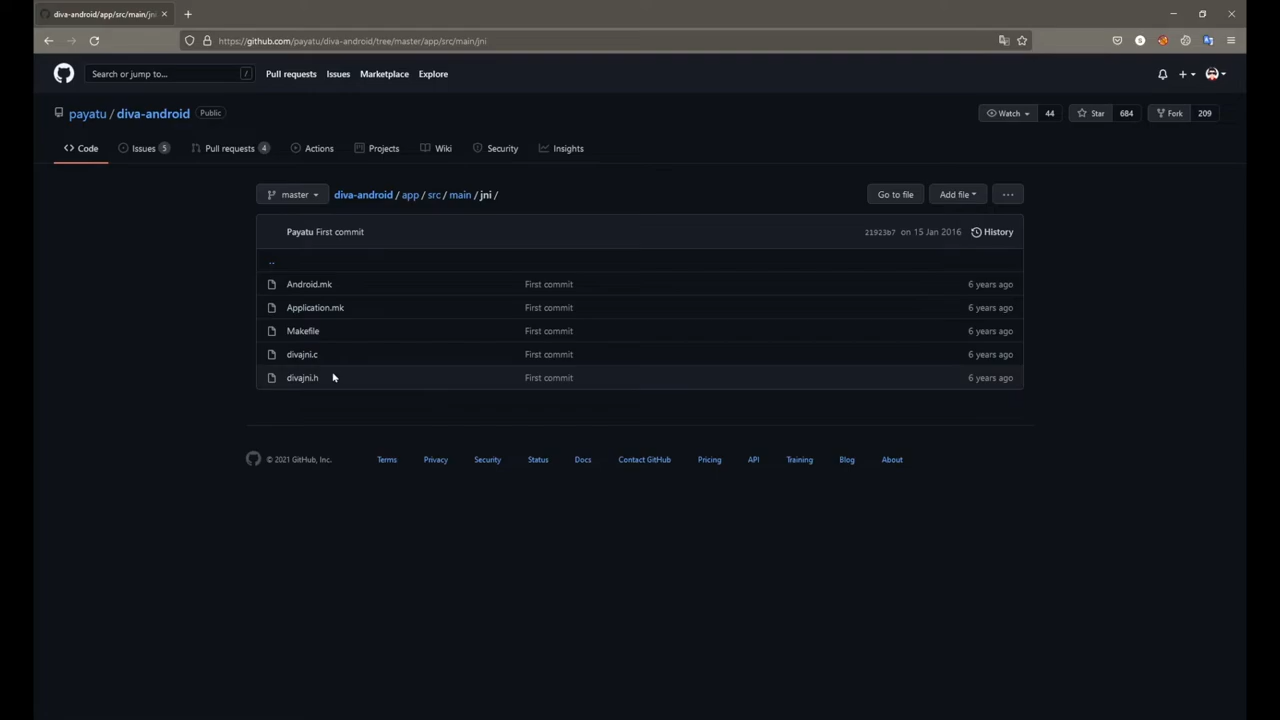 diva-android/app/src/main/jni
https://github.com/payatu/diva-android/tree/master/app/src/main/jni
Search or jump to... /
Pull requests Issues Marketplace Explore
payatu / diva-android Public
Watch 44 Star 684 Fork 209
Code Issues 5 Pull requests 4 Actions Projects Wiki Security Insights
master diva-android / app / src / main / jni / Go to file Add file ...
Payatu First commit 21923b7 on 15 Jan 2016 History
..
Android.mk First commit 6 years ago
Application.mk First commit 6 years ago
Makefile First commit 6 years ago
divajni.c First commit 6 years ago
divajni.h First commit 6 years ago
© 2021 GitHub, Inc. Terms Privacy Security Status Docs Contact GitHub Pricing API Training Blog About